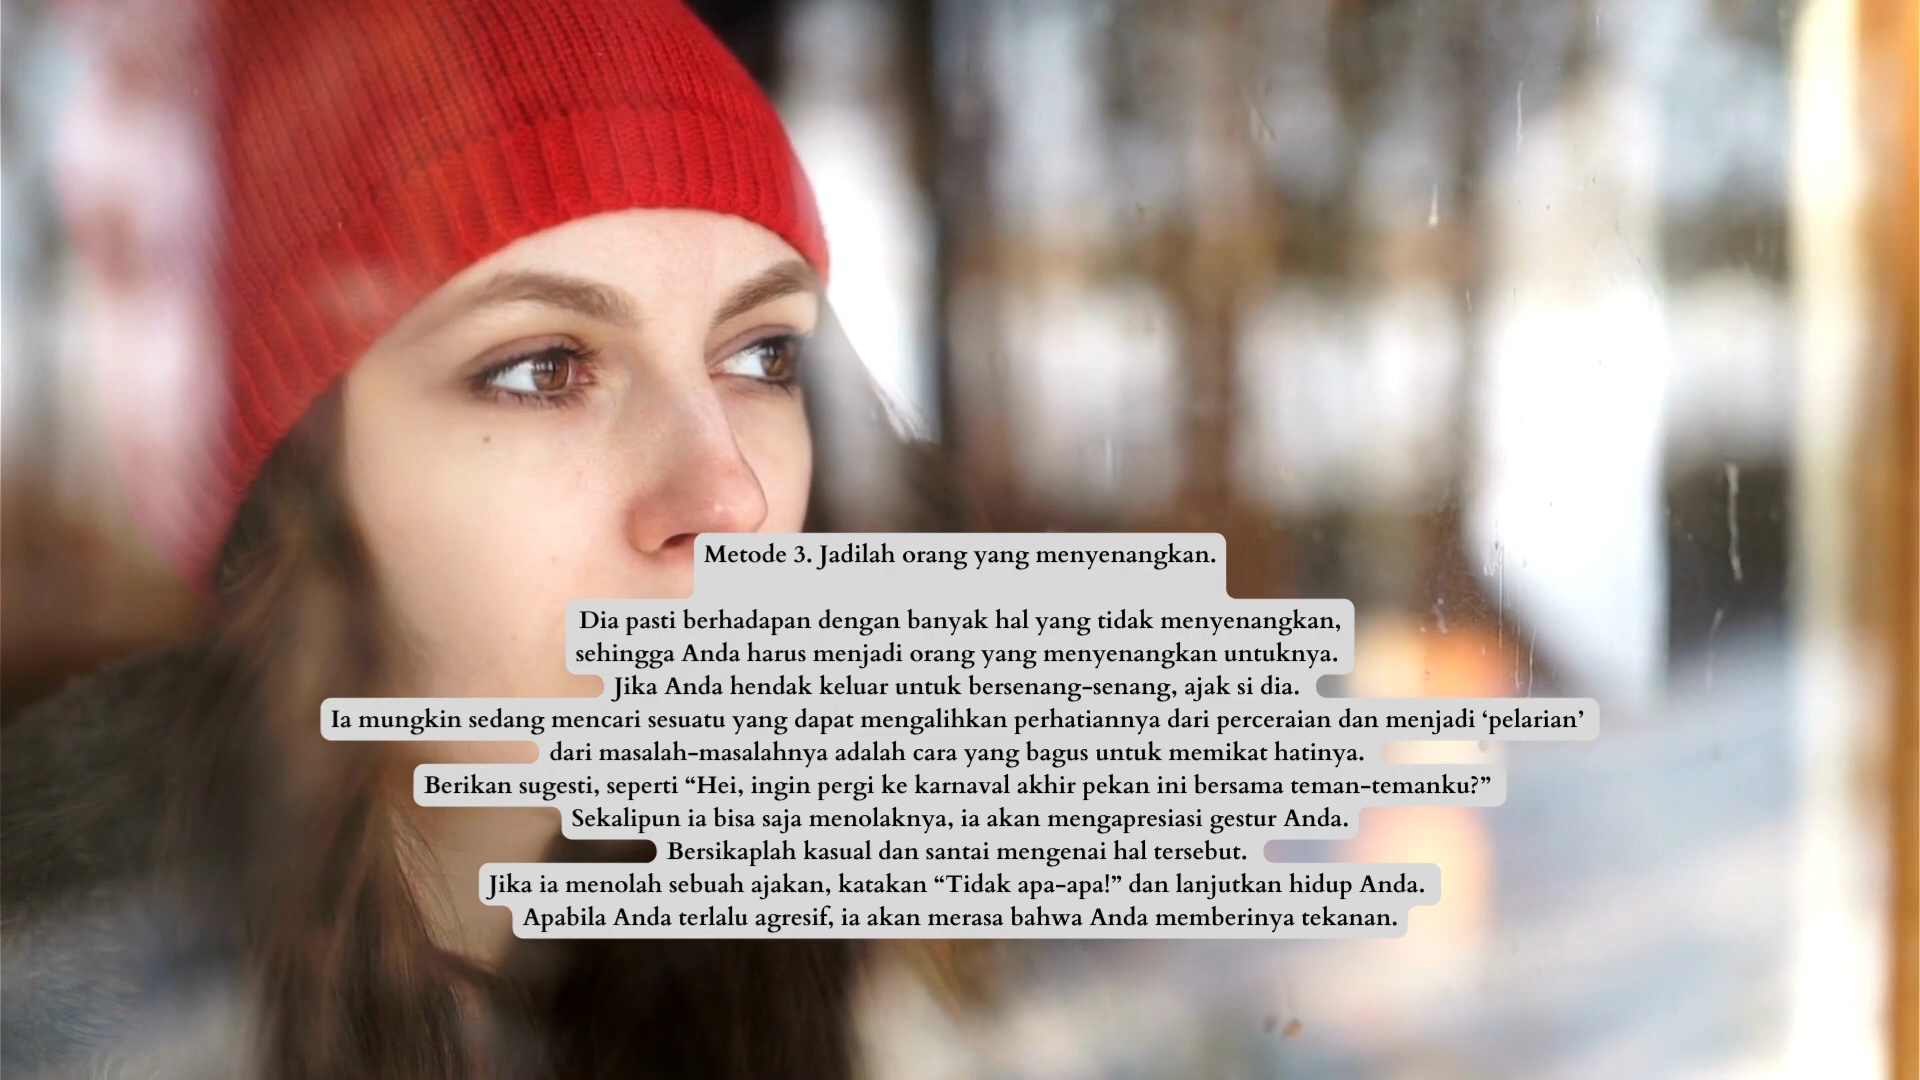 Metode 3. Jadilah orang yang menyenangkan.
Dia pasti berhadapan dengan banyak hal yang tidak menyenangkan,
sehingga Anda harus menjadi orang yang menyenangkan untuknya.
Jika Anda hendak keluar untuk bersenang-senang, ajak si dia.
Ia mungkin sedang mencari sesuatu yang dapat mengalihkan perhatiannya dari perceraian dan menjadi ‘pelarian’
dari masalah-masalahnya adalah cara yang bagus untuk memikat hatinya.
Berikan sugesti, seperti “Hei, ingin pergi ke karnaval akhir pekan ini bersama teman-temanku?”
Sekalipun ia bisa saja menolaknya, ia akan mengapresiasi gestur Anda.
Bersikaplah kasual dan santai mengenai hal tersebut.
Jika ia menolah sebuah ajakan, katakan “Tidak apa-apa!” dan lanjutkan hidup Anda.
Apabila Anda terlalu agresif, ia akan merasa bahwa Anda memberinya tekanan.